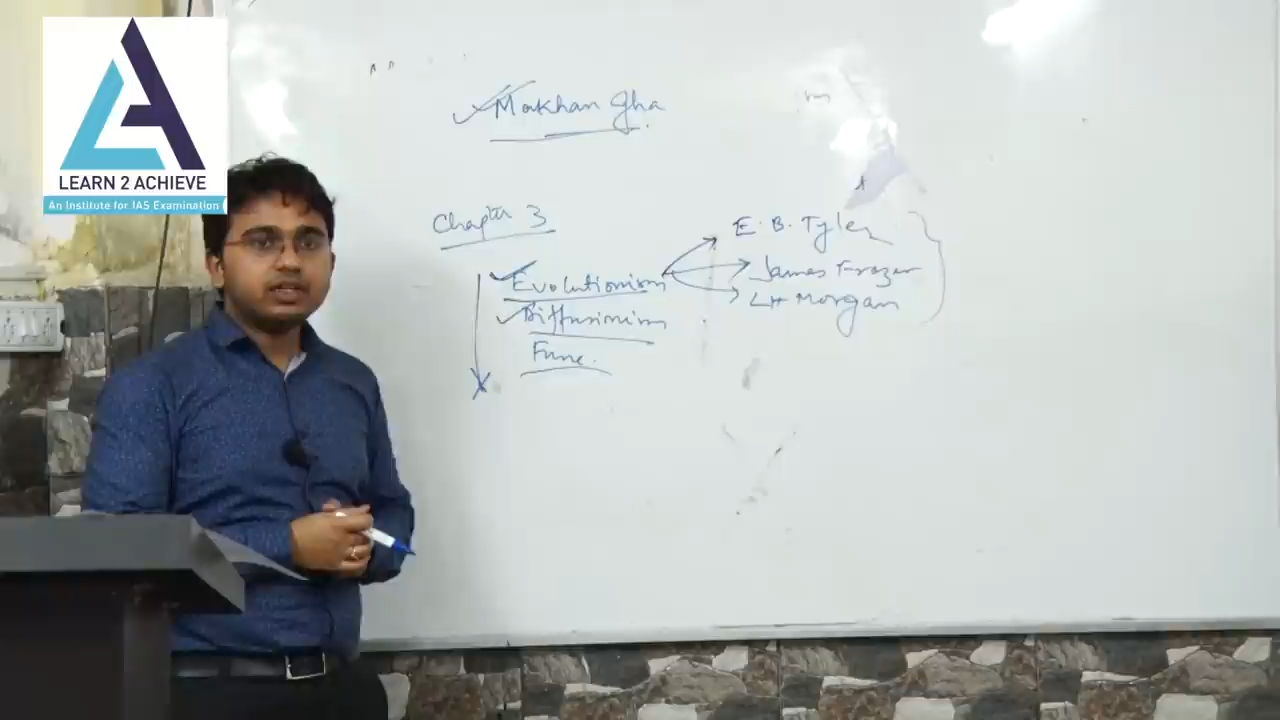 LEARN 2 ACHIEVE
An Institute for IAS Examination
Makhan Jha
Chapter 3
Evolutionism
Diffusionism
Func.
E. B. Tyler
James Frazer
LH Morgan